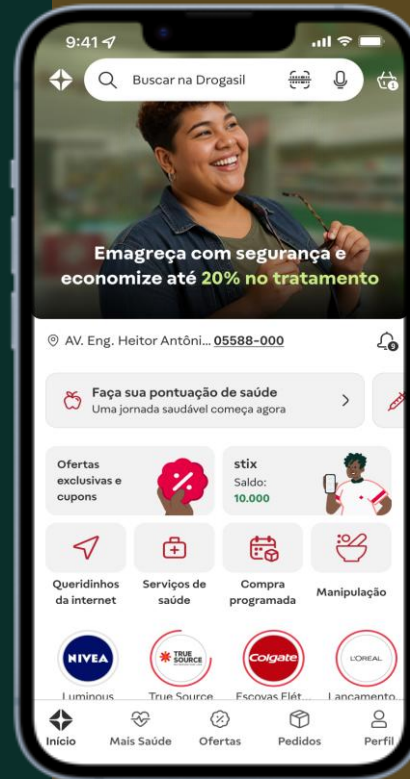 9:41
Buscar na Drogasil
1
Emagreça com segurança e
economize até 20% no tratamento
AV. Eng. Heitor Antôni... 05588-000
9
Faça sua pontuação de saúde
Uma jornada saudável começa agora
Ofertas
exclusivas e
cupons
stix
Saldo:
10.000
Queridinhos
da internet
Serviços de
saúde
Compra
programada
Manipulação
NIVEA
TRUE
SOURCE
Colgate
L'OREAL
Luminous
True Source
Escovas Elét...
Lançamento
Início
Mais Saúde
Ofertas
Pedidos
Perfil